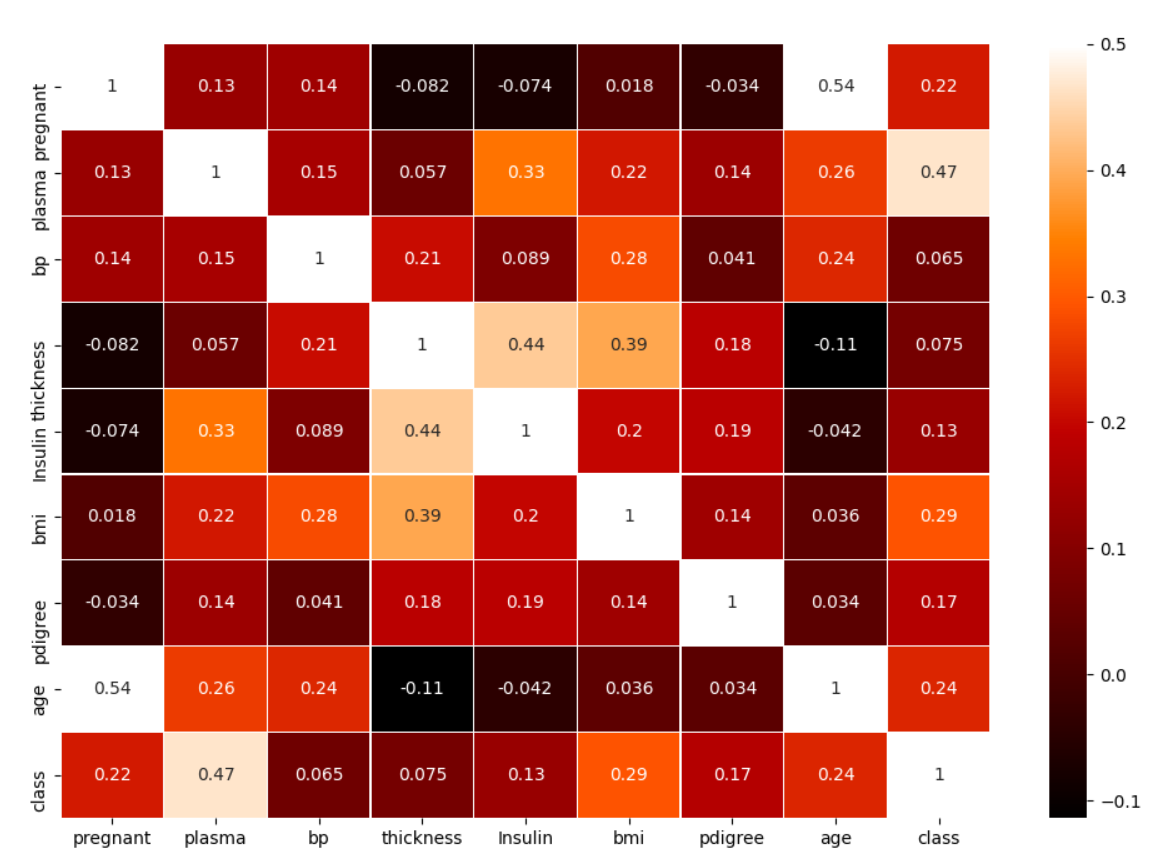 pregnant 1 0.13 0.14 -0.082 -0.074 0.018 -0.034 0.54 0.22
plasma 0.13 1 0.15 0.057 0.33 0.22 0.14 0.26 0.47
bp 0.14 0.15 1 0.21 0.089 0.28 0.041 0.24 0.065
thickness -0.082 0.057 0.21 1 0.44 0.39 0.18 -0.11 0.075
Insulin -0.074 0.33 0.089 0.44 1 0.2 0.19 -0.042 0.13
bmi 0.018 0.22 0.28 0.39 0.2 1 0.14 0.036 0.29
pdigree -0.034 0.14 0.041 0.18 0.19 0.14 1 0.034 0.17
age 0.54 0.26 0.24 -0.11 -0.042 0.036 0.034 1 0.24
class 0.22 0.47 0.065 0.075 0.13 0.29 0.17 0.24 1
pregnant plasma bp thickness Insulin bmi pdigree age class
0.5
0.4
0.3
0.2
0.1
0.0
−0.1